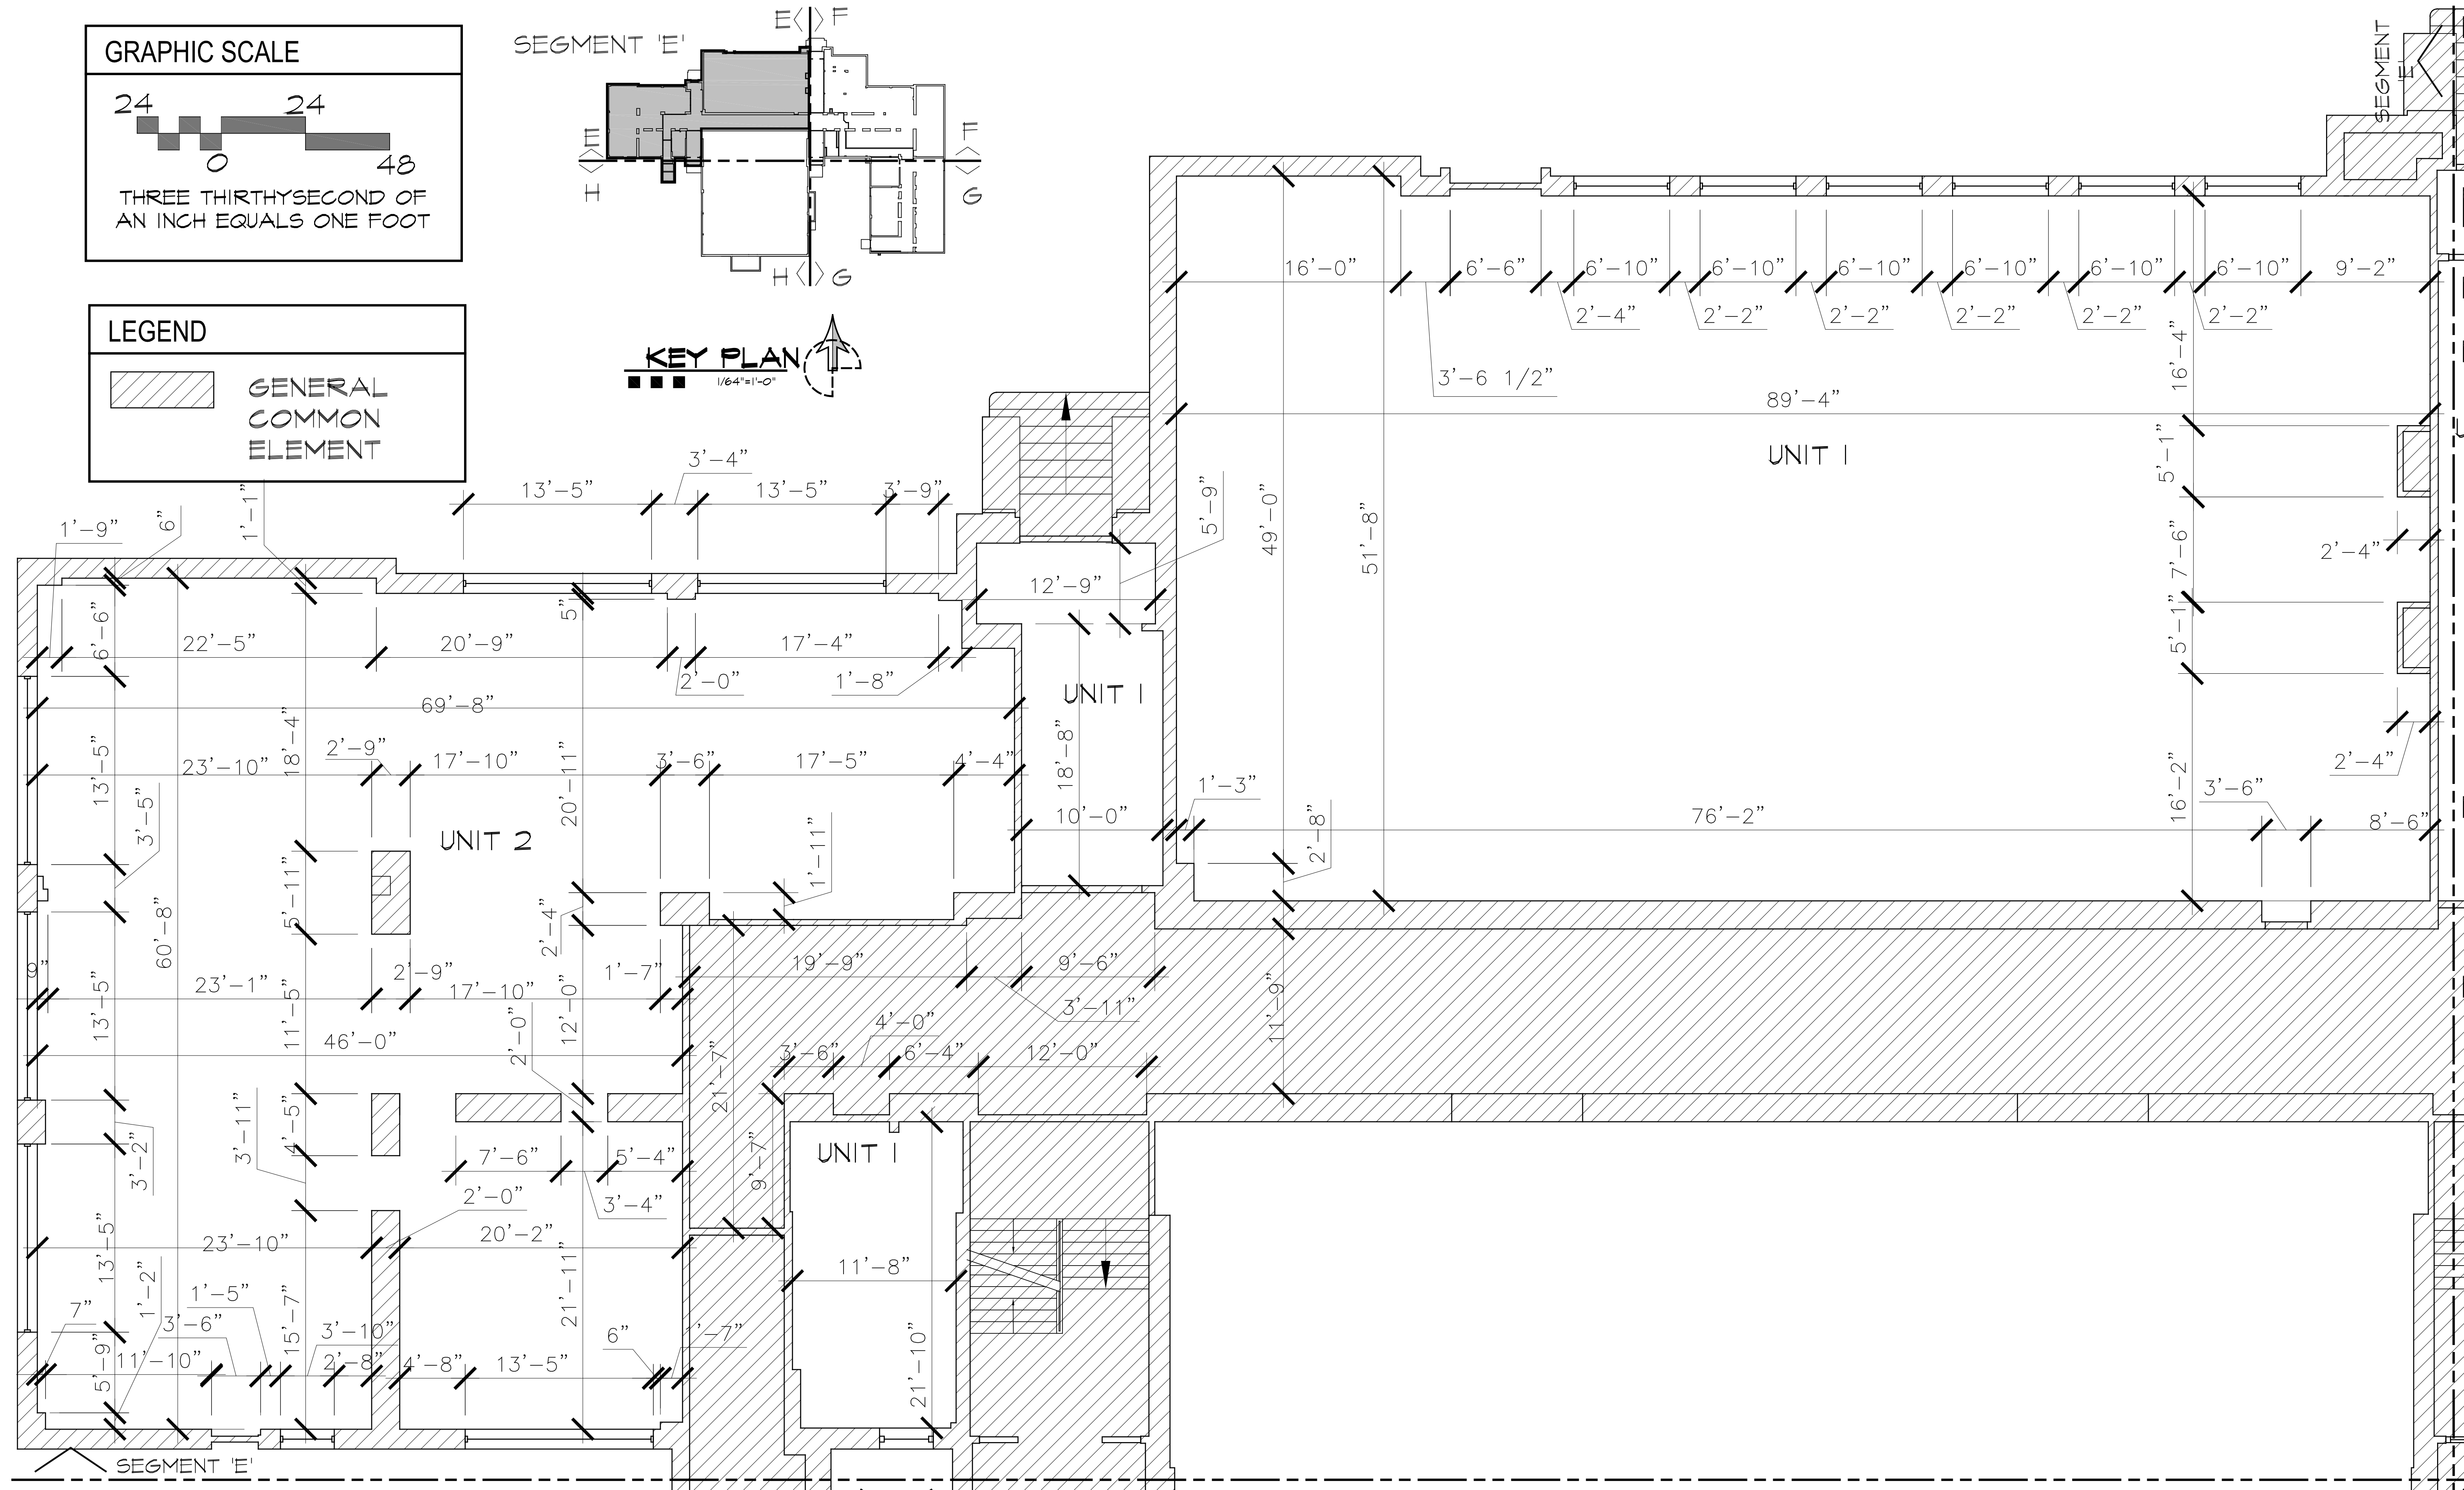 GRAPHIC SCALE
24 24
0 48
THREE THIRTHYSECOND OF
AN INCH EQUALS ONE FOOT
SEGMENT 'E'
E F
E F
H G
H G
KEY PLAN
1/64"=1'-0"
LEGEND
GENERAL
COMMON
ELEMENT
SEGMENT
'E'
16'-0" 6'-6" 6'-10" 6'-10" 6'-10" 6'-10" 6'-10" 6'-10" 9'-2"
2'-4" 2'-2" 2'-2" 2'-2" 2'-2" 2'-2"
3'-6 1/2"
16'-4"
89'-4"
UNIT 1
5'-1"
3'-4"
13'-5" 13'-5" 3'-9"
1'-9" 6" 1'-1"
5'-9"
49'-0"
51'-8"
7'-6"
2'-4"
12'-9"
5"
6'-6"
22'-5" 20'-9" 17'-4"
5'-1"
2'-0" 1'-8"
UNIT 1
69'-8"
18'-4"
18'-8"
2'-9"
23'-10" 17'-10" 3'-6" 17'-5" 4'-4"
13'-5"
20'-11"
2'-4"
16'-2"
3'-6"
1'-3"
3'-5"
10'-0" 76'-2" 8'-6"
2'-8"
UNIT 2
1'-11"
5'-11"
60'-8"
2'-4"
9"
2'-9" 1'-7" 19'-9" 9'-6"
23'-1" 17'-10"
3'-11"
11'-9"
13'-5"
11'-5"
12'-0"
2'-0"
4'-0"
46'-0"
3'-6" 6'-4" 12'-0"
21'-7"
3'-11"
4'-5"
3'-2"
9'-7"
UNIT 1
7'-6" 5'-4"
2'-0" 3'-4"
23'-10" 20'-2"
13'-5"
11'-8"
21'-11"
1'-2"
1'-5"
7"
3'-6" 3'-10"
15'-7"
6" 1'-7"
5'-9"
11'-10" 2'-8" 4'-8" 13'-5"
21'-10"
SEGMENT 'E'